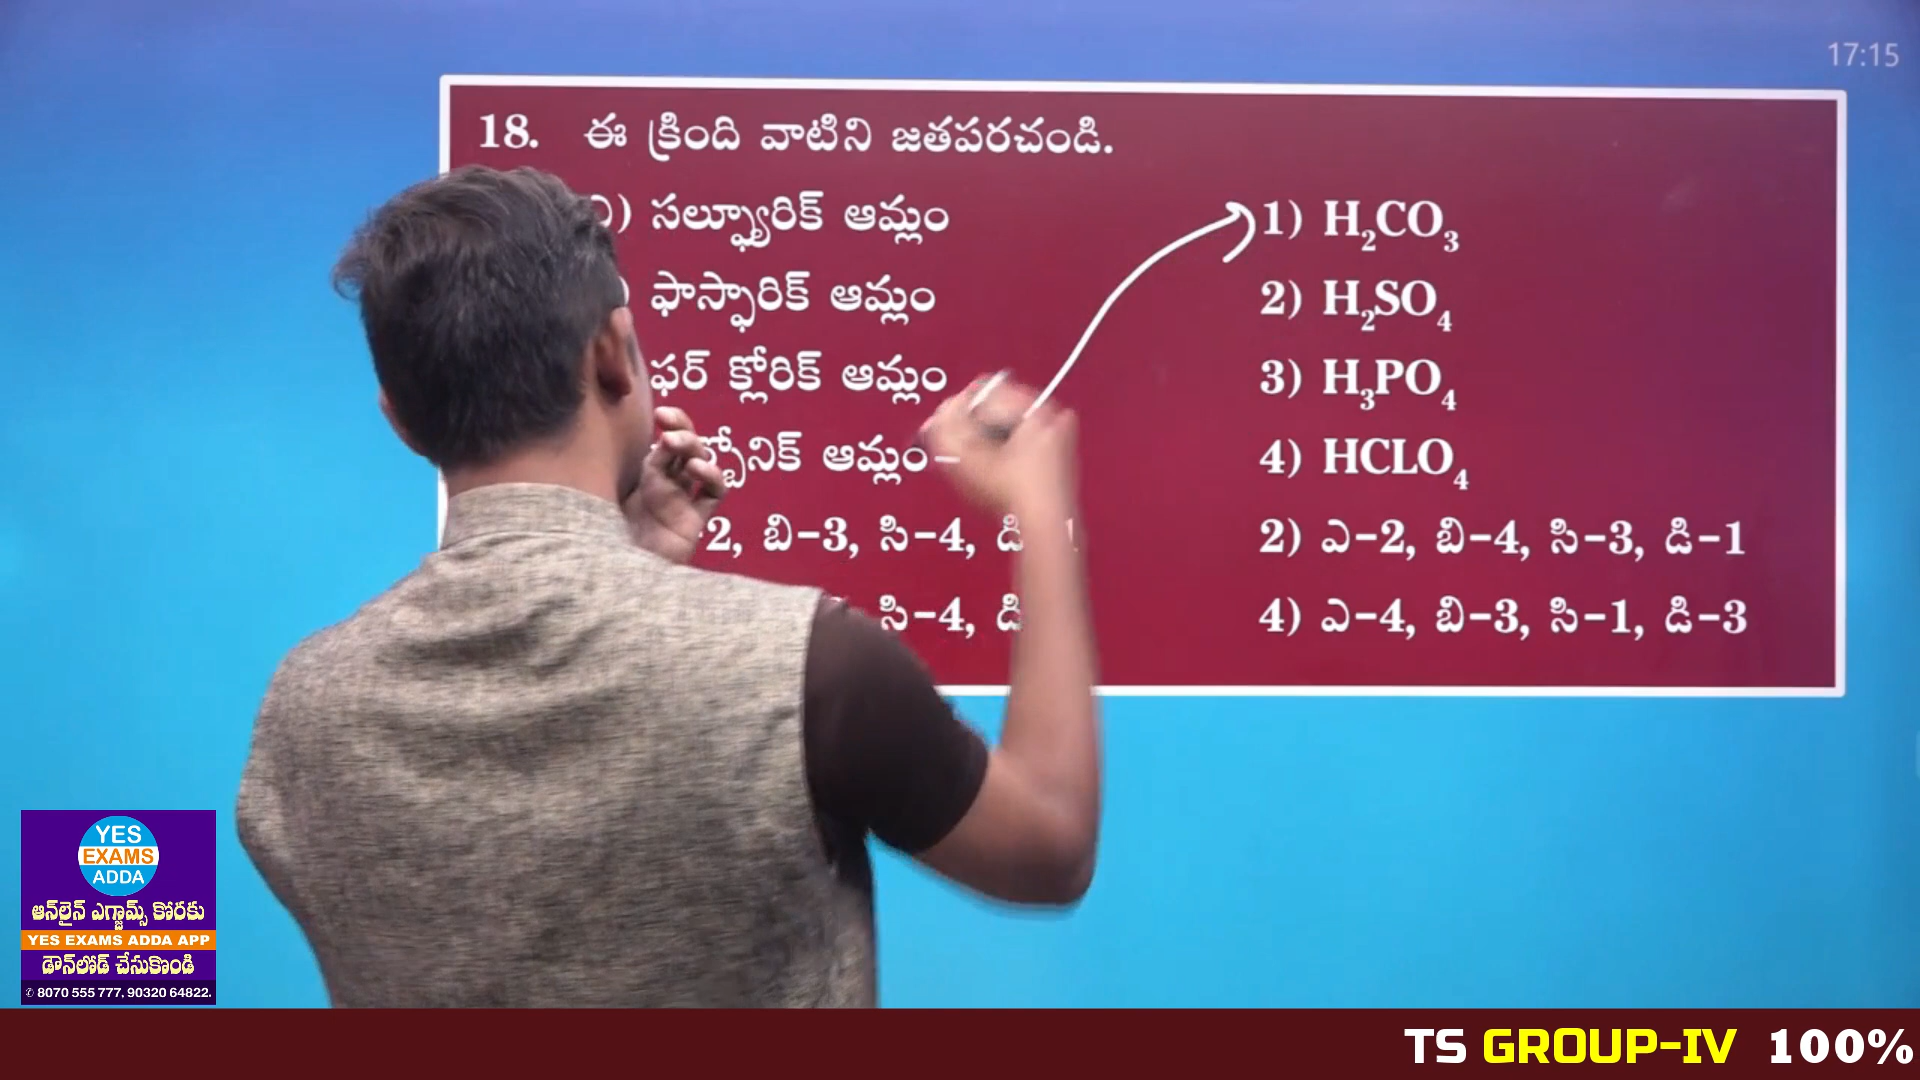 17:15
18. ఈ క్రింది వాటిని జతపరచండి.
సల్ఫ్యూరిక్ ఆమ్లం
1) H₂CO₃
ఫాస్ఫారిక్ ఆమ్లం
2) H₂SO₄
ఫర్ క్లోరిక్ ఆమ్లం
3) H₃PO₄
ఆమ్లం
4) HCLO₄
-2, బి-3, సి-4,
2) ఎ-2, బి-4, సి-3, డి-1
సి-4,
4) ఎ-4, బి-3, సి-1, డి-3
YES
EXAMS
ADDA
ఆన్‌లైన్ ఎగ్జామ్స్ కోరకు
YES EXAMS ADDA APP
డౌన్‌లోడ్ చేసుకొండి
✆ 8070 555 777, 90320 64822.
TS GROUP-IV 100%